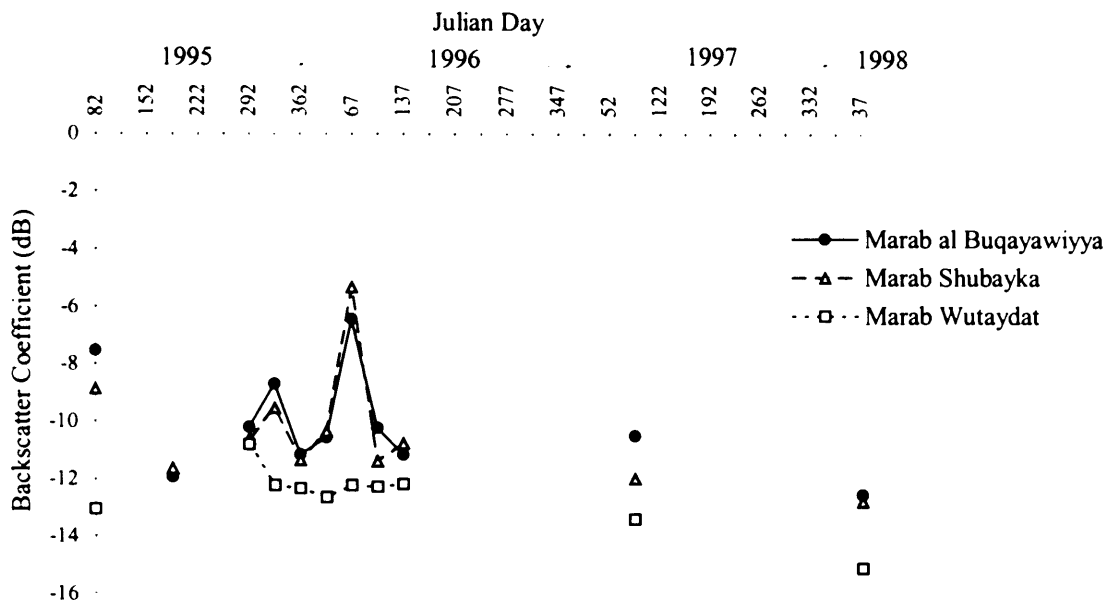 Julian Day
1995 1996 1997 1998
82 152 222 292 362 67 137 207 277 347 52 122 192 262 332 37
0
-2
-4
-6
-8
-10
-12
-14
-16
Backscatter Coefficient (dB)
Marab al Buqayawiyya
Marab Shubayka
Marab Wutaydat